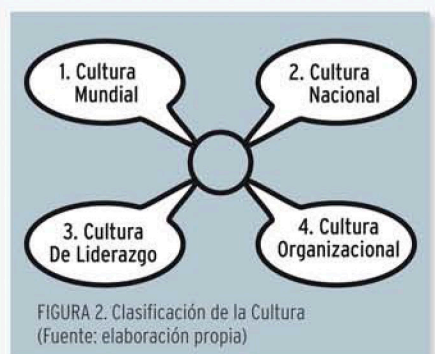 1. Cultura
Mundial
2. Cultura
Nacional
3. Cultura
De Liderazgo
4. Cultura
Organizacional
FIGURA 2. Clasificación de la Cultura
(Fuente: elaboración propia)